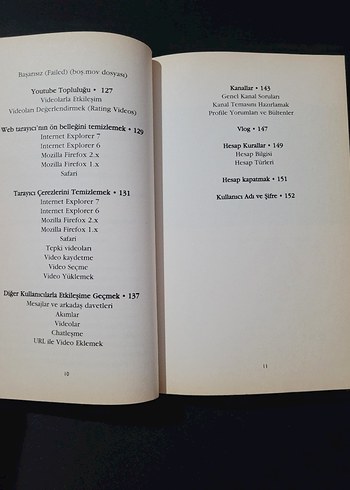 Başarısız (Failed) (boş.mov dosyası)
Youtube Topluluğu • 127
Videolarla Etkileşim
Videoları Değerlendirmek (Rating Videos)
Web tarayıcı'nın ön belleğini temizlemek • 129
Internet Explorer 7
Internet Explorer 6
Mozilla Firefox 2.x
Mozilla Firefox 1.x
Safari
Tarayıcı Çerezlerini Temizlemek • 131
Internet Explorer 7
Internet Explorer 6
Mozilla Firefox 2.x
Mozilla Firefox 1.x
Safari
Tepki videoları
Video kaydetme
Video Seçme
Video Yüklemek
Diğer Kullanıcılarla Etkileşime Geçmek • 137
Mesajlar ve arkadaş davetleri
Akımlar
Videolar
Chatleşme
URL ile Video Eklemek
10
Kanallar • 143
Genel Kanal Soruları
Kanal Temasını Hazırlamak
Profile Yorumları ve Bültenler
Vlog • 147
Hesap Kurallar • 149
Hesap Bilgisi
Hesap Türleri
Hesap kapatmak • 151
Kullanıcı Adı ve Şifre • 152
11